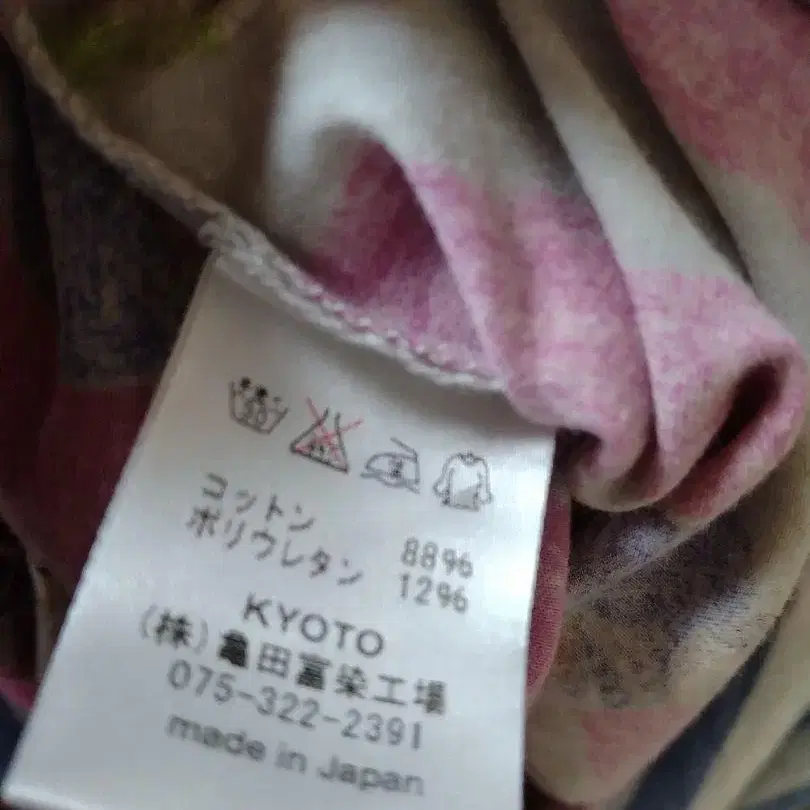 コットン 88%
ポリウレタン 12%
KYOTO
(株)亀田富染工場
075-322-2391
made in Japan